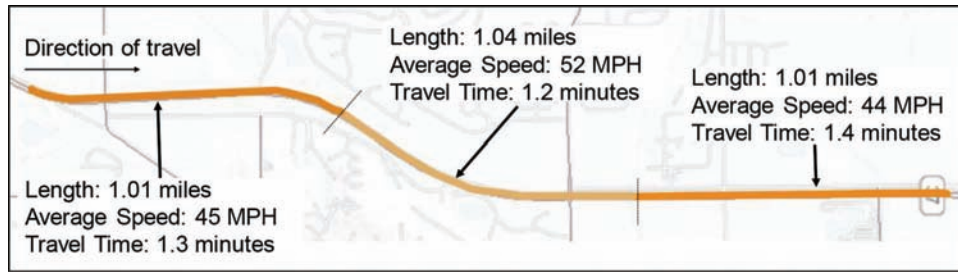 Direction of travel
Length: 1.04 miles
Average Speed: 52 MPH
Travel Time: 1.2 minutes
Length: 1.01 miles
Average Speed: 44 MPH
Travel Time: 1.4 minutes
Length: 1.01 miles
Average Speed: 45 MPH
Travel Time: 1.3 minutes
37